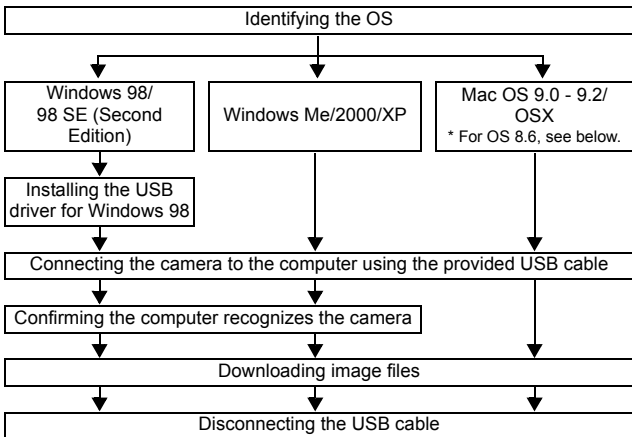 Identifying the OS
Windows 98/
98 SE (Second
Edition)
Windows Me/2000/XP
Mac OS 9.0 - 9.2/
OSX
* For OS 8.6, see below.
Installing the USB
driver for Windows 98
Connecting the camera to the computer using the provided USB cable
Confirming the computer recognizes the camera
Downloading image files
Disconnecting the USB cable